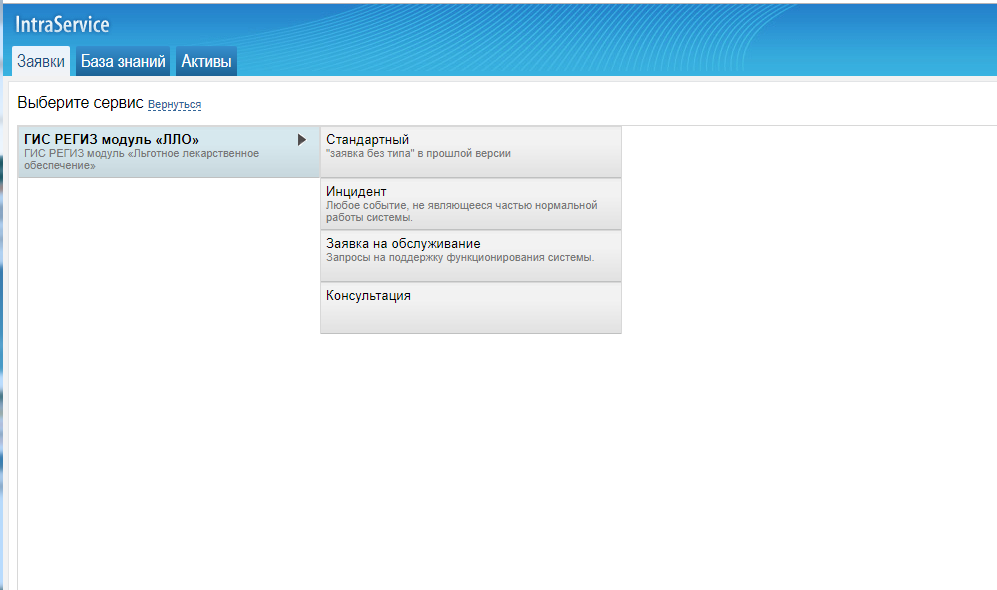 IntraService
Заявки База знаний Активы
Выберите сервис Вернуться
ГИС РЕГИЗ модуль «ЛЛО»
ГИС РЕГИЗ модуль «Льготное лекарственное
обеспечение»
Стандартный
"заявка без типа" в прошлой версии
Инцидент
Любое событие, не являющееся частью нормальной
работы системы.
Заявка на обслуживание
Запросы на поддержку функционирования системы.
Консультация